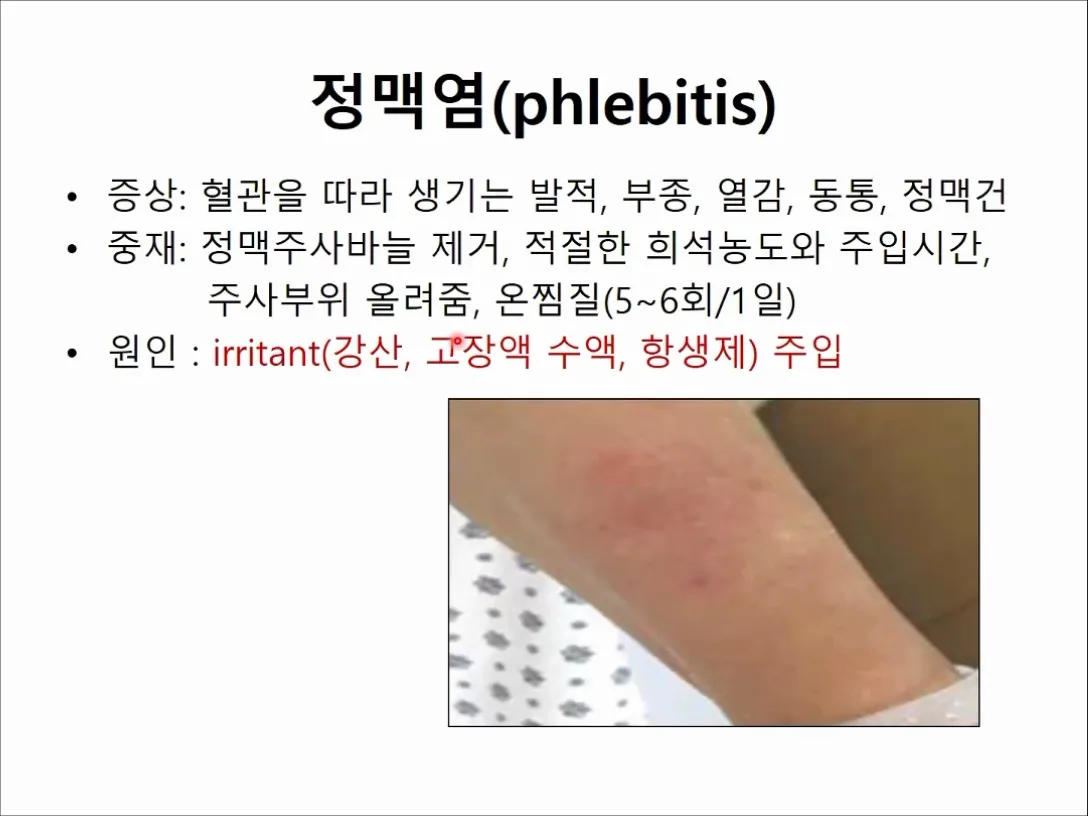 정맥염(phlebitis)
• 증상: 혈관을 따라 생기는 발적, 부종, 열감, 동통, 정맥건
• 중재: 정맥주사바늘 제거, 적절한 희석농도와 주입시간,
주사부위 올려줌, 온찜질(5~6회/1일)
• 원인 : irritant(강산, 고장액 수액, 항생제) 주입